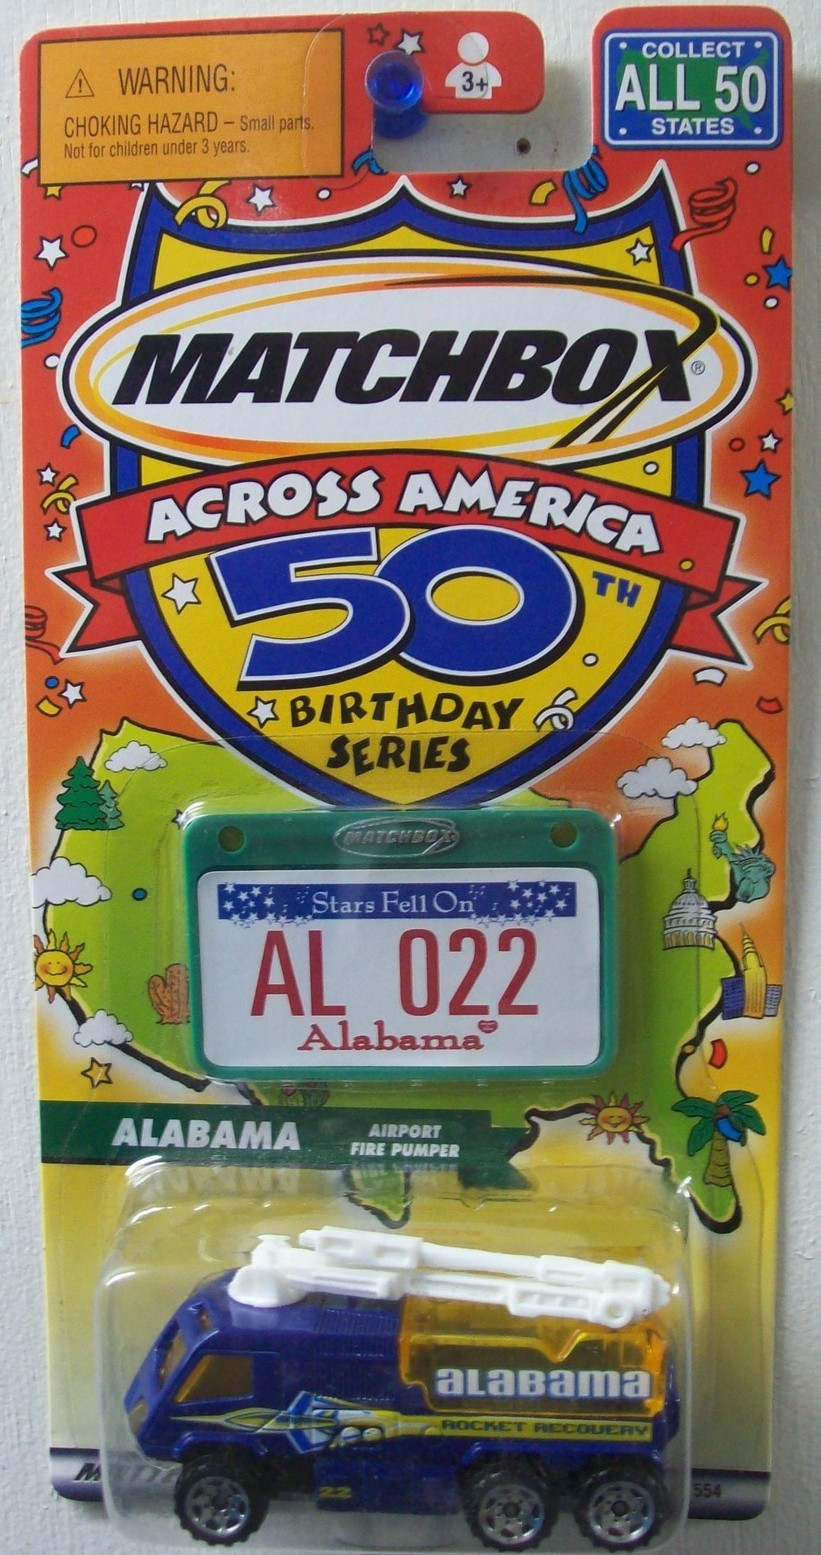 WARNING:
CHOKING HAZARD – Small parts.
Not for children under 3 years.
3+
COLLECT
ALL 50
STATES
MATCHBOX®
ACROSS AMERICA
50TH
BIRTHDAY
SERIES
MATCHBOX
Stars Fell On
AL 022
Alabama
ALABAMA
AIRPORT
FIRE PUMPER
ALABAMA
ROCKET RECOVERY
22
554